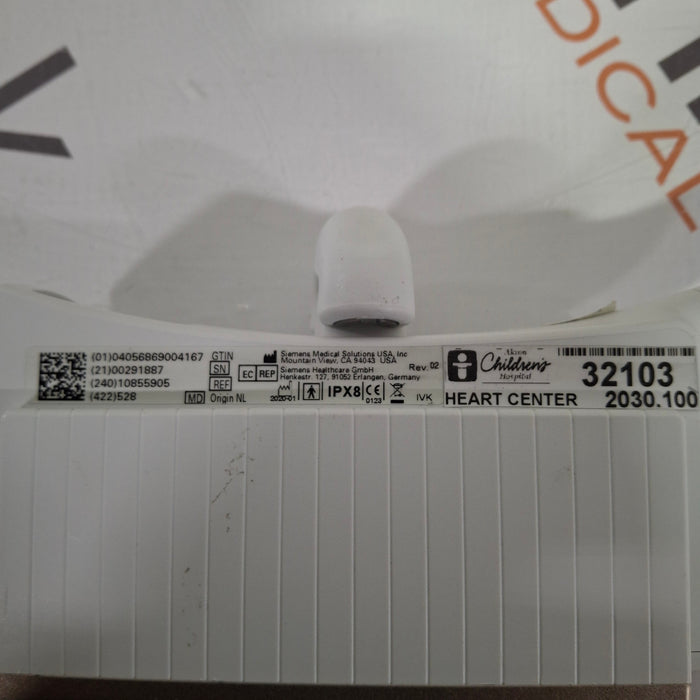 DICAL
(01)04056869004167 GTIN
(21)00291887 SN
(240)10855905 REF
(422)528 MD Origin NL
Siemens Medical Solutions USA, Inc
Mountain View, CA 94043 USA
EC REP Siemens Healthcare GmbH
Henkestr. 127, 91052 Erlangen, Germany
Rev. 02
2020-01 IPX8 CE 0123 IVK
Akron
Children's
Hospital
32103
HEART CENTER 2030.100